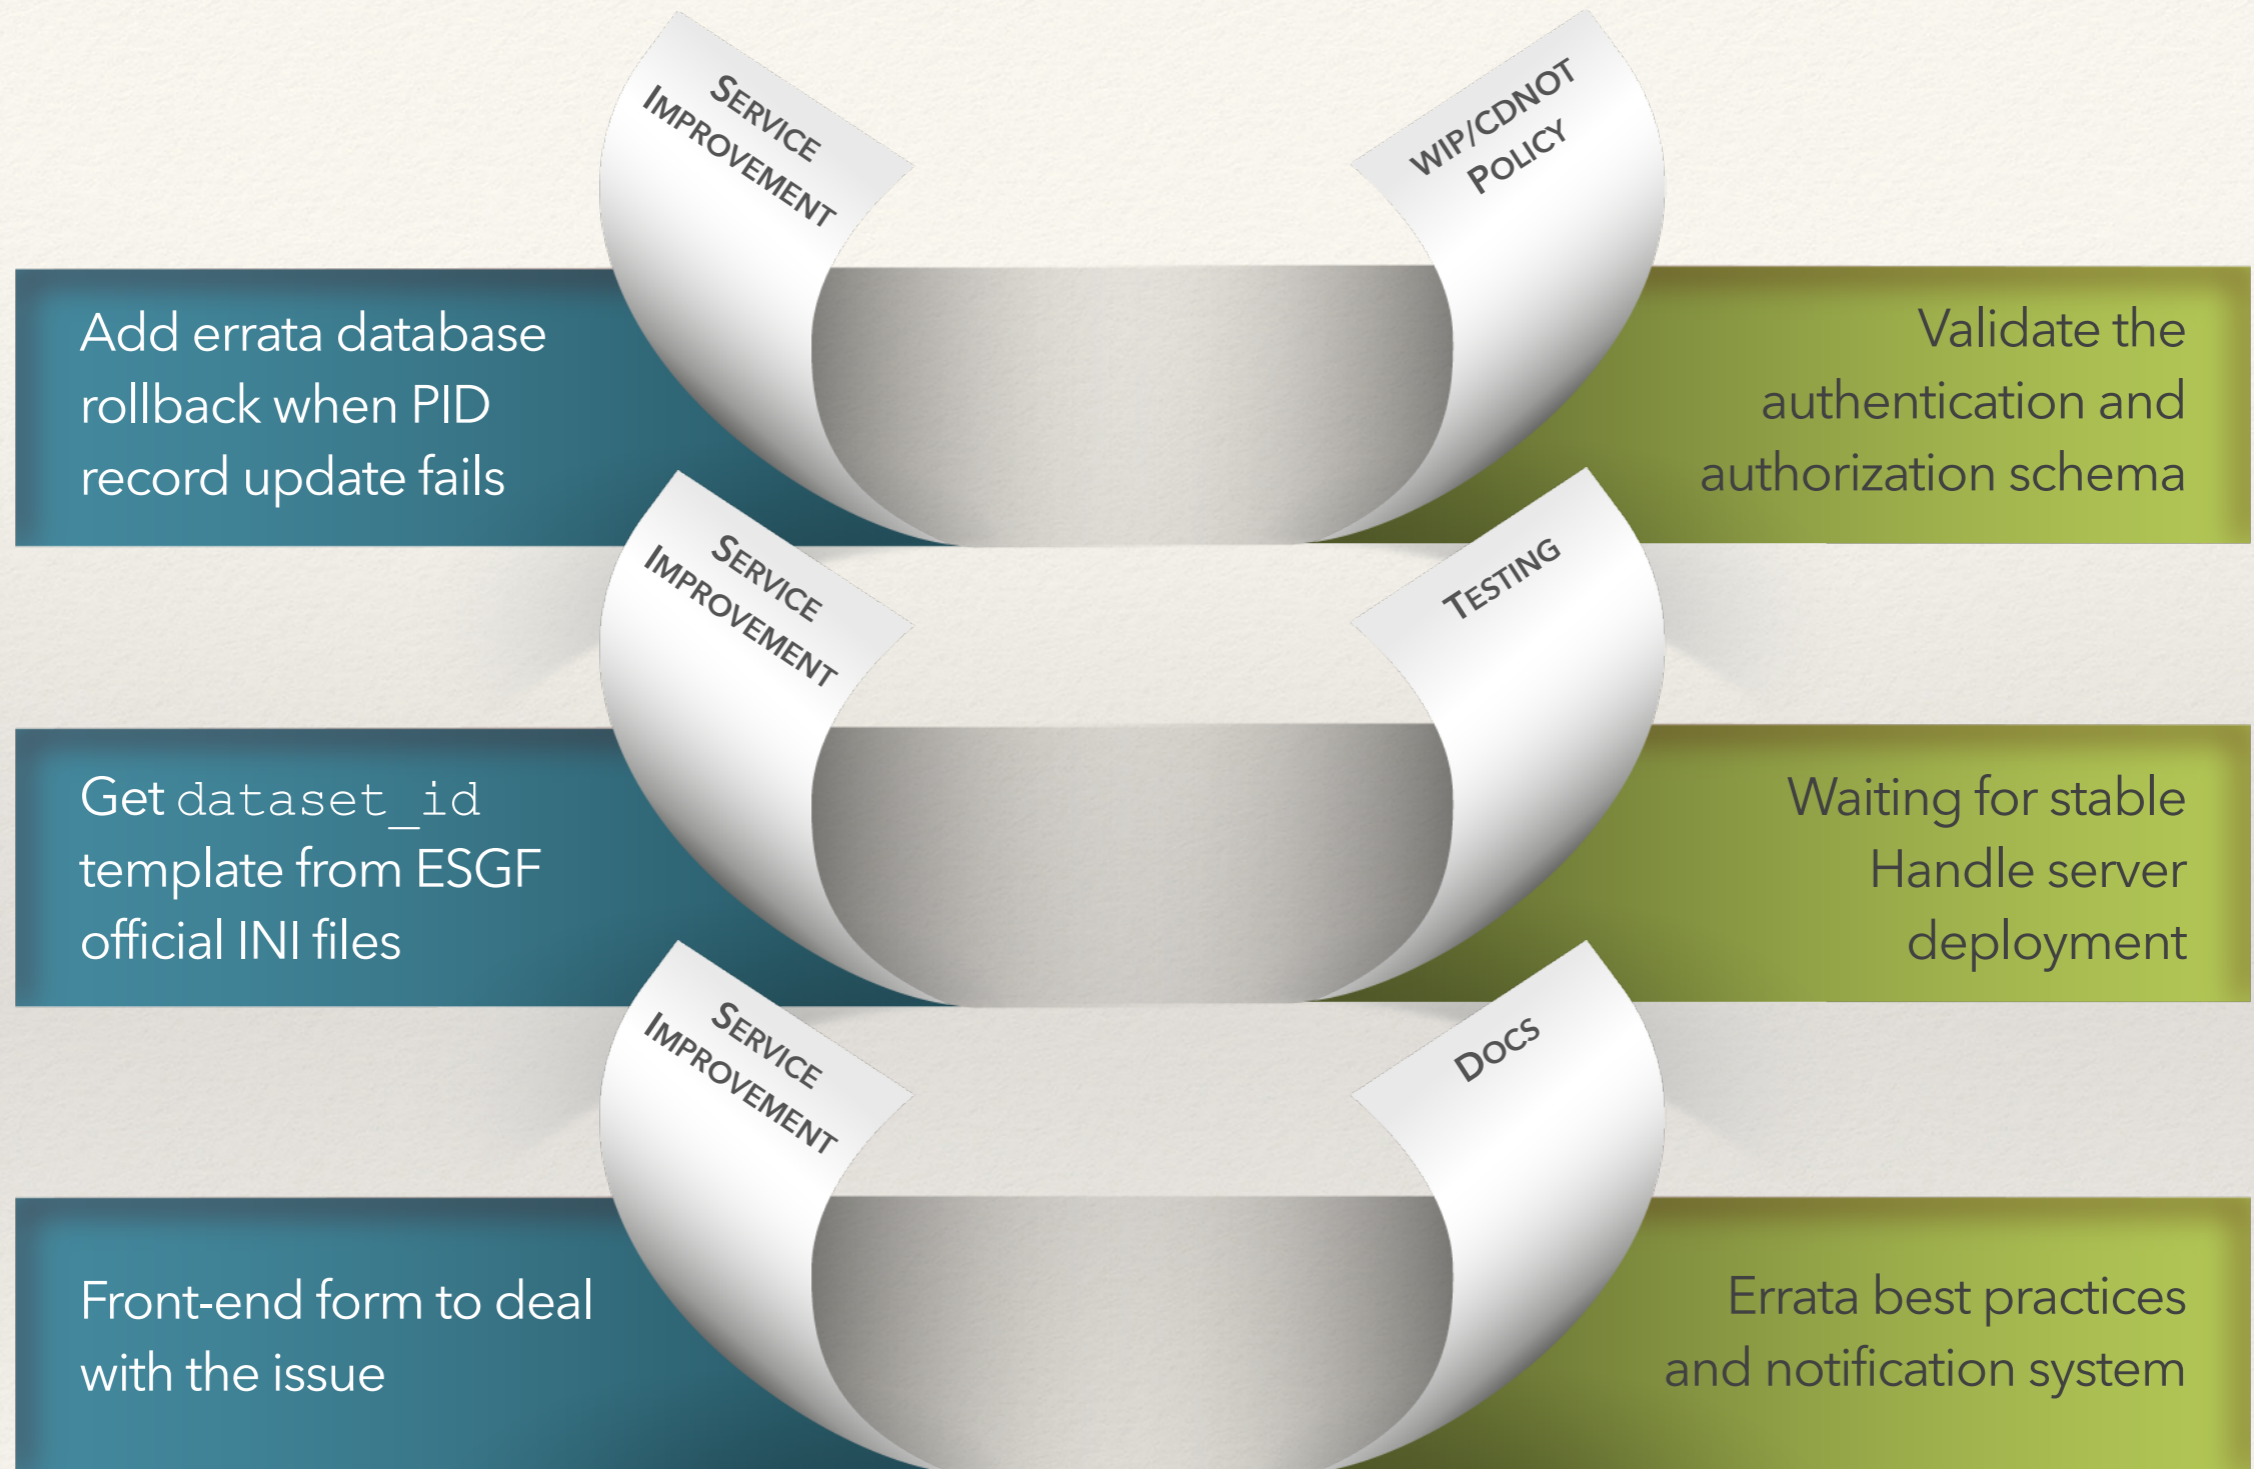 SERVICE
IMPROVEMENT
WIP/CDNOT
POLICY
Add errata database
rollback when PID
record update fails
Validate the
authentication and
authorization schema
SERVICE
IMPROVEMENT
TESTING
Get dataset_id
template from ESGF
official INI files
Waiting for stable
Handle server
deployment
SERVICE
IMPROVEMENT
DOCS
Front-end form to deal
with the issue
Errata best practices
and notification system